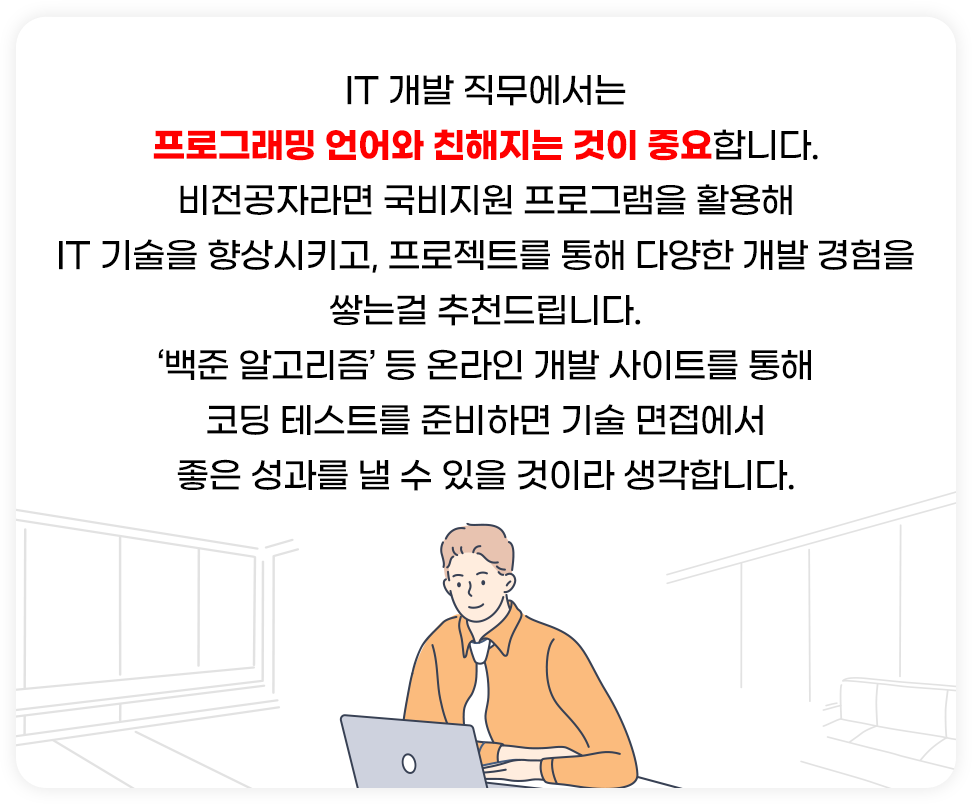 IT 개발 직무에서는
프로그래밍 언어와 친해지는 것이 중요합니다.
비전공자라면 국비지원 프로그램을 활용해
IT 기술을 향상시키고, 프로젝트를 통해 다양한 개발 경험을
쌓는걸 추천드립니다.
‘백준 알고리즘’ 등 온라인 개발 사이트를 통해
코딩 테스트를 준비하면 기술 면접에서
좋은 성과를 낼 수 있을 것이라 생각합니다.